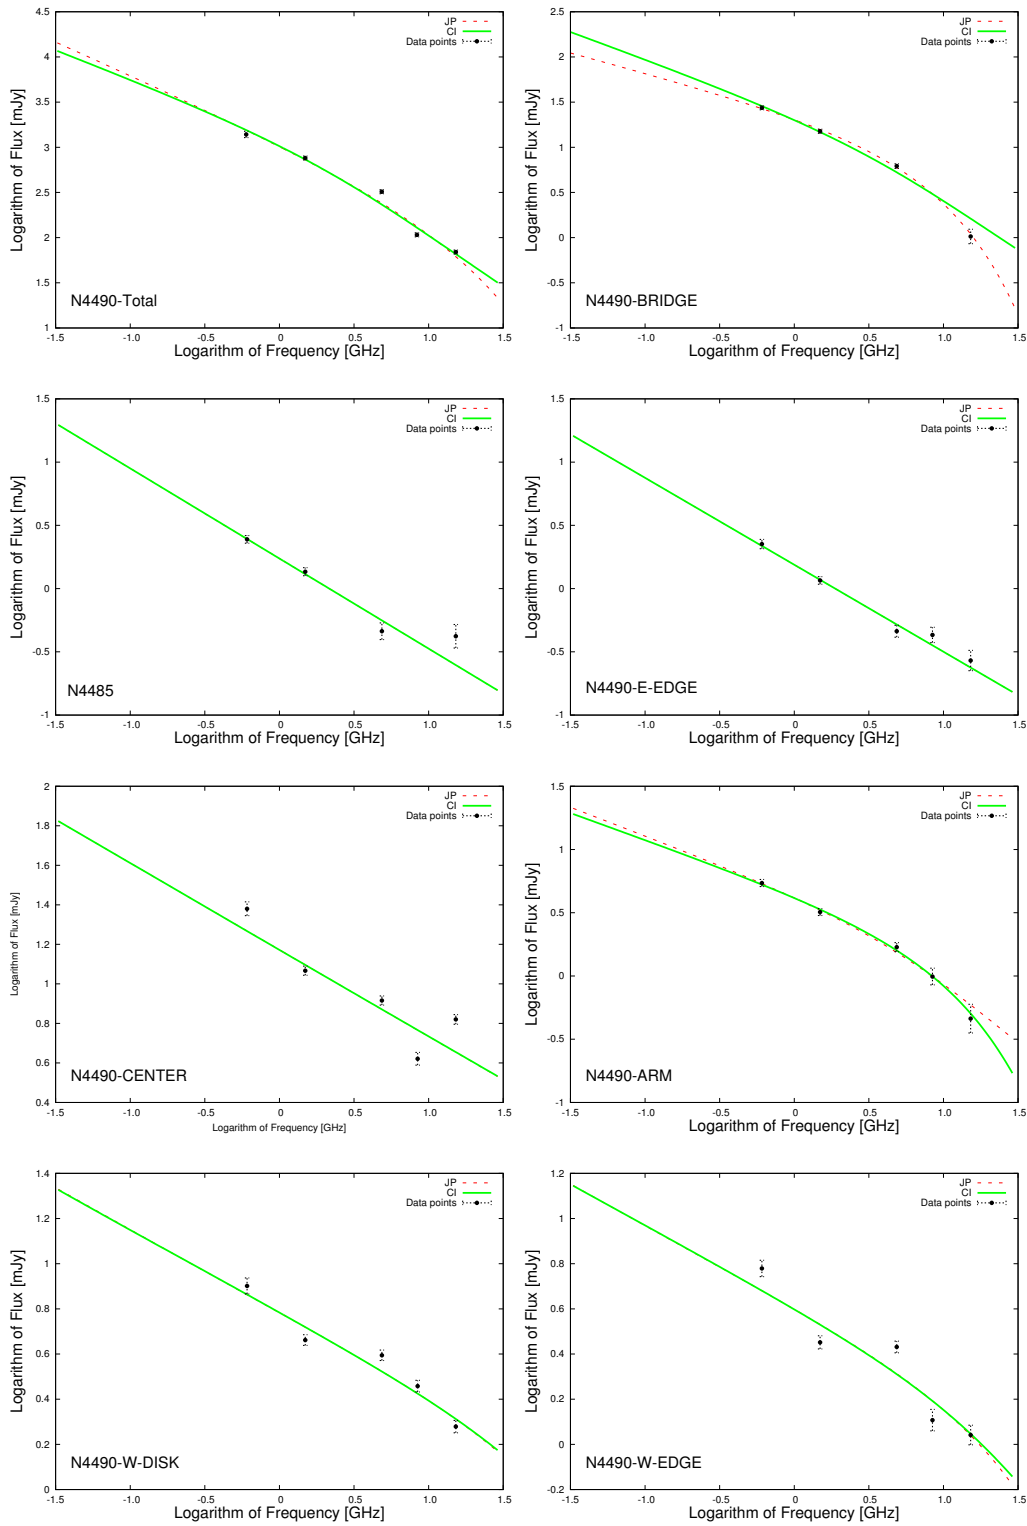 4.5
4
3.5
3
2.5
2
1.5
1
-1.5 -1.0 -0.5 0 0.5 1.0 1.5
Logarithm of Flux [mJy]
Logarithm of Frequency [GHz]
JP
CI
Data points
N4490-Total
2.5
2
1.5
1
0.5
0
-0.5
-1
-1.5 -1.0 -0.5 0 0.5 1.0 1.5
Logarithm of Flux [mJy]
Logarithm of Frequency [GHz]
JP
CI
Data points
N4490-BRIDGE
1.5
1
0.5
0
-0.5
-1
-1.5 -1.0 -0.5 0 0.5 1.0 1.5
Logarithm of Flux [mJy]
Logarithm of Frequency [GHz]
JP
CI
Data points
N4485
1.5
1
0.5
0
-0.5
-1
-1.5 -1.0 -0.5 0 0.5 1.0 1.5
Logarithm of Flux [mJy]
Logarithm of Frequency [GHz]
JP
CI
Data points
N4490-E-EDGE
2
1.8
1.6
1.4
1.2
1
0.8
0.6
0.4
-1.5 -1.0 -0.5 0 0.5 1.0 1.5
Logarithm of Flux [mJy]
Logarithm of Frequency [GHz]
JP
CI
Data points
N4490-CENTER
1.5
1
0.5
0
-0.5
-1
-1.5 -1.0 -0.5 0 0.5 1.0 1.5
Logarithm of Flux [mJy]
Logarithm of Frequency [GHz]
JP
CI
Data points
N4490-ARM
1.4
1.2
1
0.8
0.6
0.4
0.2
0
-1.5 -1.0 -0.5 0 0.5 1.0 1.5
Logarithm of Flux [mJy]
Logarithm of Frequency [GHz]
JP
CI
Data points
N4490-W-DISK
1.2
1
0.8
0.6
0.4
0.2
0
-0.2
-1.5 -1.0 -0.5 0 0.5 1.0 1.5
Logarithm of Flux [mJy]
Logarithm of Frequency [GHz]
JP
CI
Data points
N4490-W-EDGE